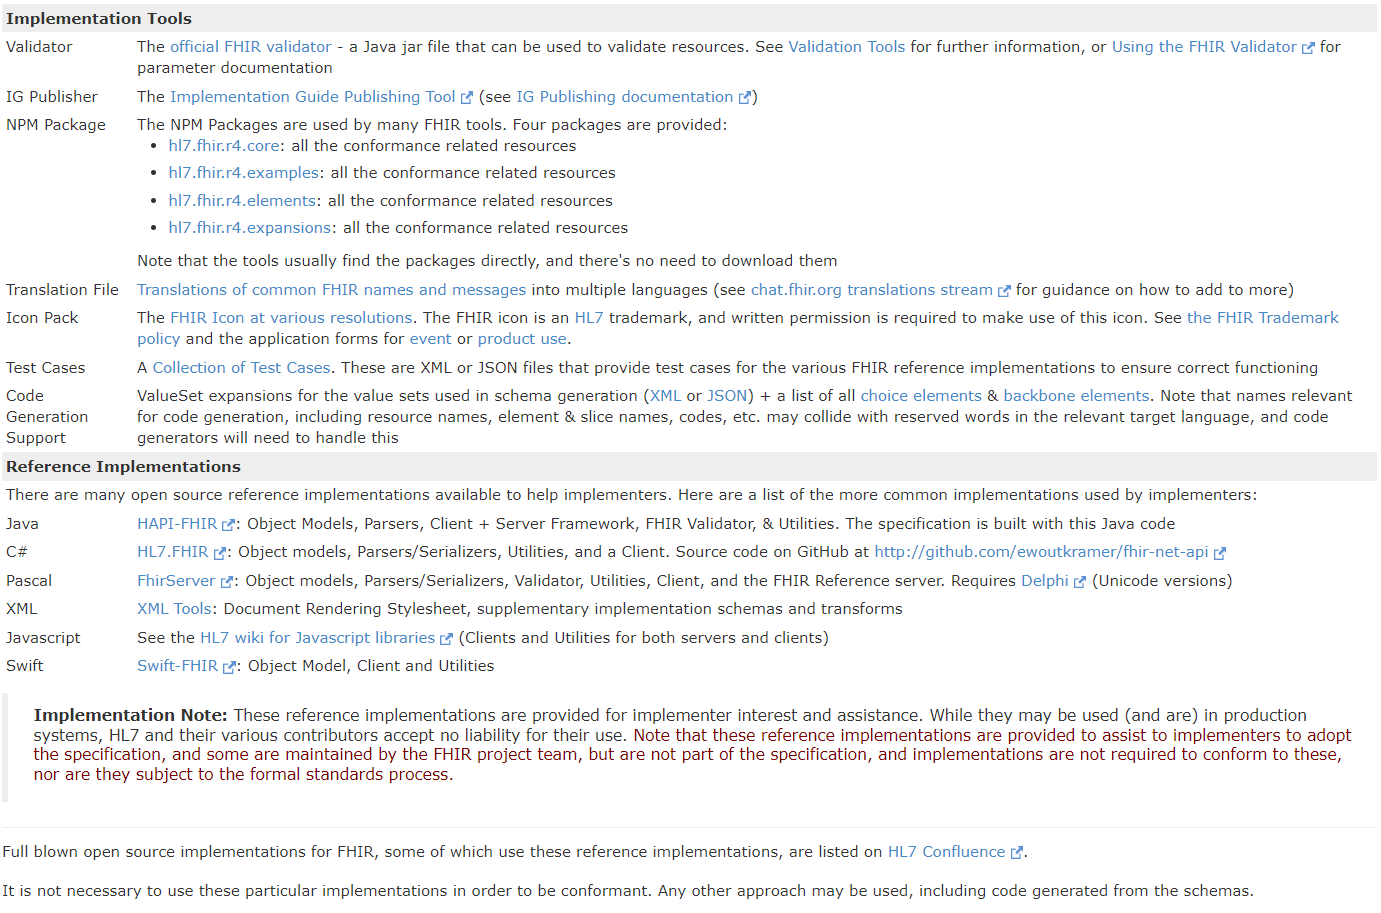 Implementation Tools
Validator The official FHIR validator - a Java jar file that can be used to validate resources. See Validation Tools for further information, or Using the FHIR Validator for
parameter documentation
IG Publisher The Implementation Guide Publishing Tool (see IG Publishing documentation)
NPM Package The NPM Packages are used by many FHIR tools. Four packages are provided:
• hl7.fhir.r4.core: all the conformance related resources
• hl7.fhir.r4.examples: all the conformance related resources
• hl7.fhir.r4.elements: all the conformance related resources
• hl7.fhir.r4.expansions: all the conformance related resources
Note that the tools usually find the packages directly, and there's no need to download them
Translation File Translations of common FHIR names and messages into multiple languages (see chat.fhir.org translations stream for guidance on how to add to more)
Icon Pack The FHIR Icon at various resolutions. The FHIR icon is an HL7 trademark, and written permission is required to make use of this icon. See the FHIR Trademark
policy and the application forms for event or product use.
Test Cases A Collection of Test Cases. These are XML or JSON files that provide test cases for the various FHIR reference implementations to ensure correct functioning
Code ValueSet expansions for the value sets used in schema generation (XML or JSON) + a list of all choice elements & backbone elements. Note that names relevant
Generation for code generation, including resource names, element & slice names, codes, etc. may collide with reserved words in the relevant target language, and code
Support generators will need to handle this
Reference Implementations
There are many open source reference implementations available to help implementers. Here are a list of the more common implementations used by implementers:
Java HAPI-FHIR: Object Models, Parsers, Client + Server Framework, FHIR Validator, & Utilities. The specification is built with this Java code
C# HL7.FHIR: Object models, Parsers/Serializers, Utilities, and a Client. Source code on GitHub at http://github.com/ewoutkramer/fhir-net-api
Pascal FhirServer: Object models, Parsers/Serializers, Validator, Utilities, Client, and the FHIR Reference server. Requires Delphi (Unicode versions)
XML XML Tools: Document Rendering Stylesheet, supplementary implementation schemas and transforms
Javascript See the HL7 wiki for Javascript libraries (Clients and Utilities for both servers and clients)
Swift Swift-FHIR: Object Model, Client and Utilities
Implementation Note: These reference implementations are provided for implementer interest and assistance. While they may be used (and are) in production
systems, HL7 and their various contributors accept no liability for their use. Note that these reference implementations are provided to assist to implementers to adopt
the specification, and some are maintained by the FHIR project team, but are not part of the specification, and implementations are not required to conform to these,
nor are they subject to the formal standards process.
Full blown open source implementations for FHIR, some of which use these reference implementations, are listed on HL7 Confluence.
It is not necessary to use these particular implementations in order to be conformant. Any other approach may be used, including code generated from the schemas.